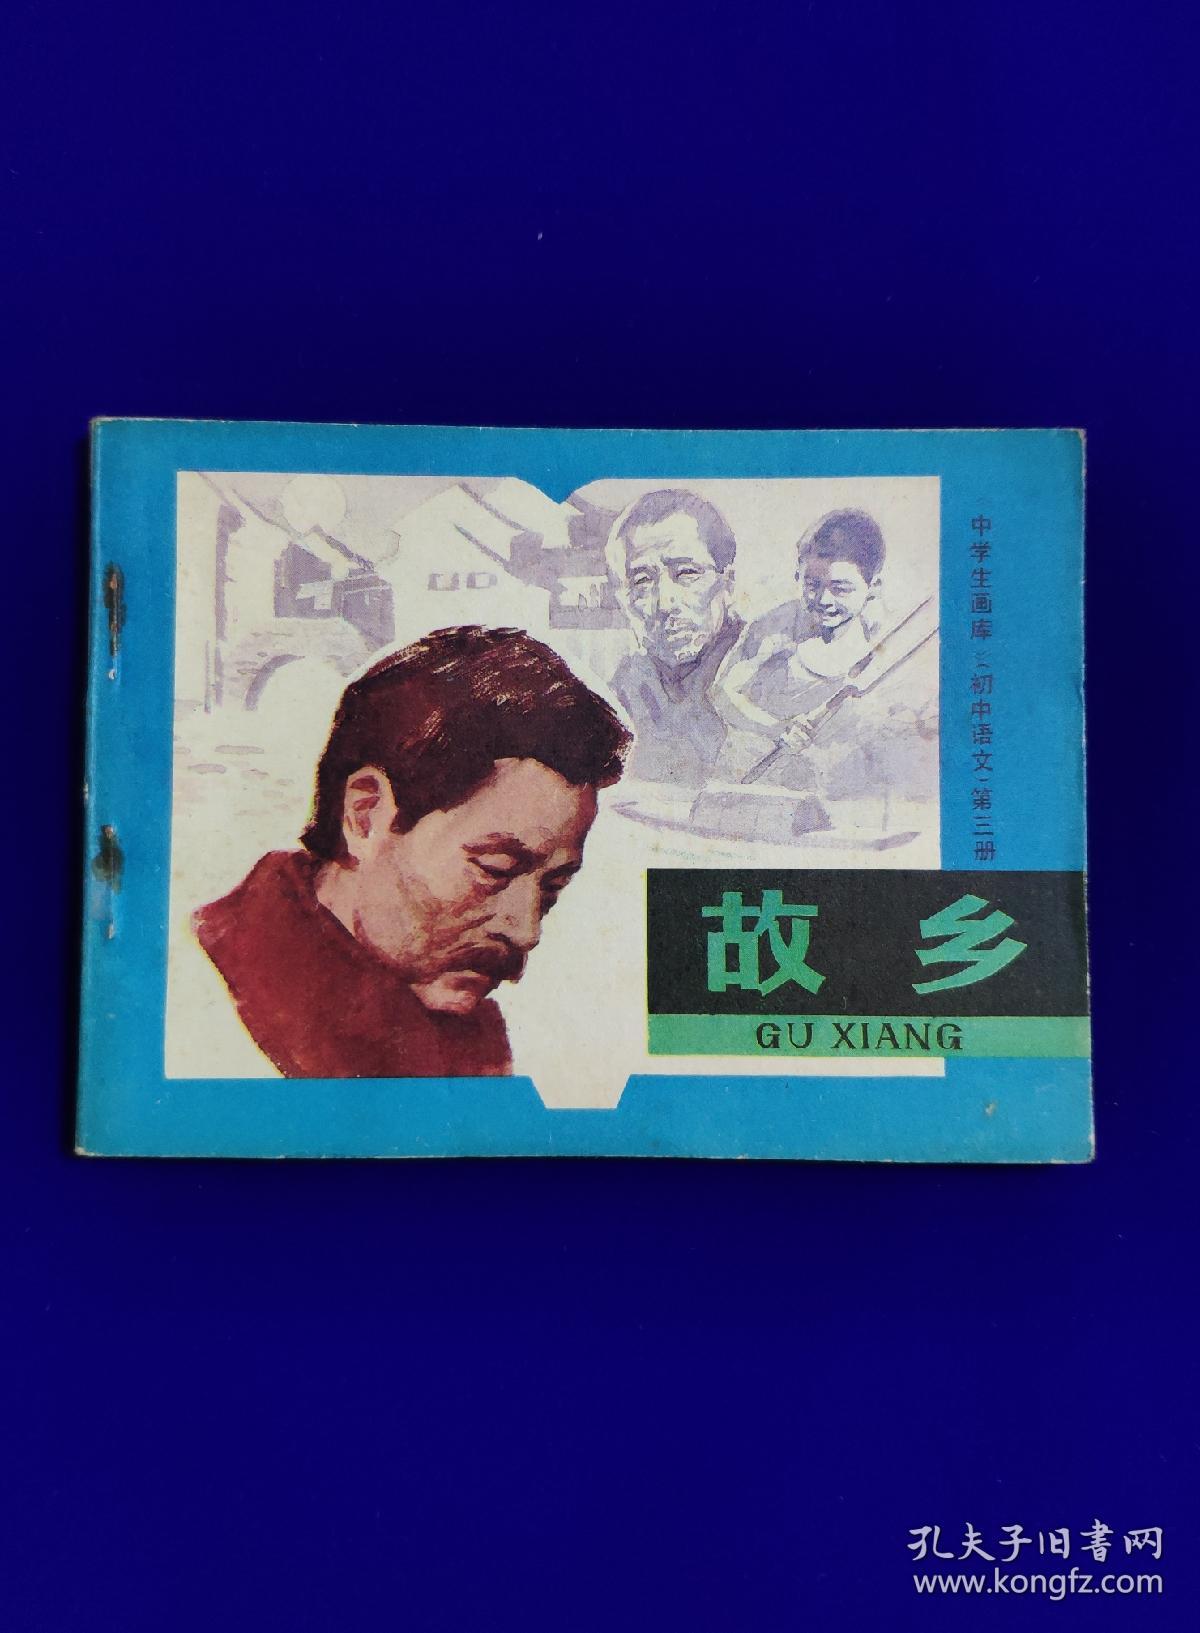 中学生画库《初中语文·第三册
故乡
GU XIANG
孔夫子旧书网
www.kongfz.com